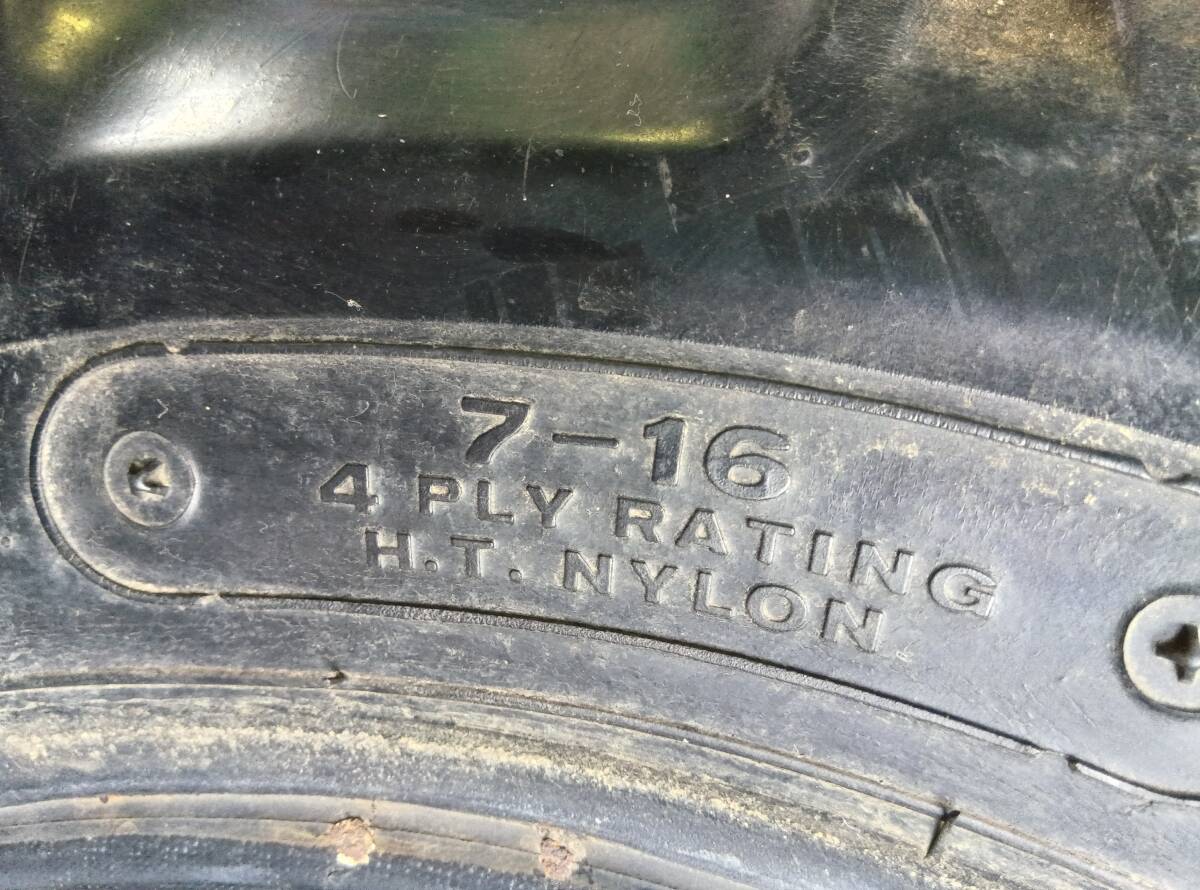 7-16
4 PLY RATING
H.T. NYLON